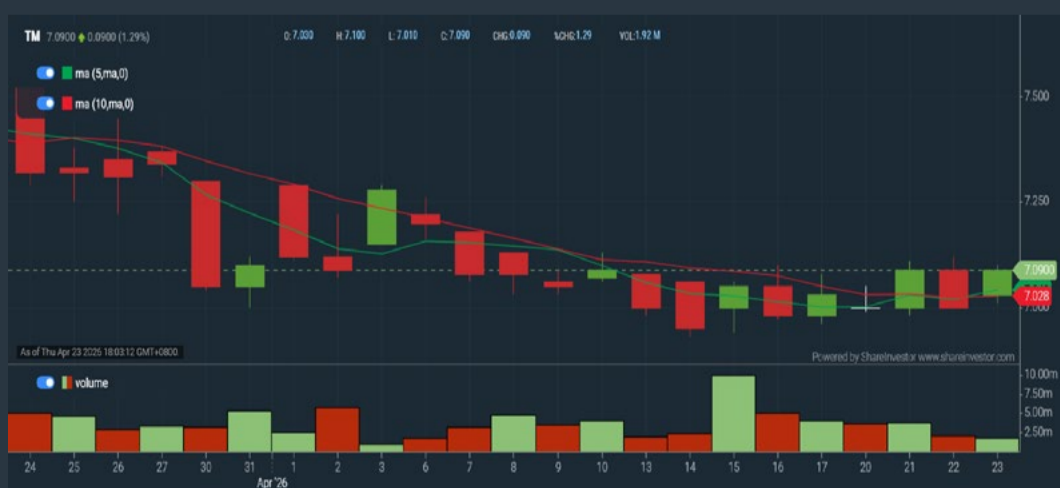 TM 7.0900 0.0900 (1.29%) O:7.030 H:7.100 L:7.010 C:7.090 CHG:0.090 %CHG:1.29 VOL:1.92 M
ma (5,ma,0)
ma (10,ma,0)
7.500
7.250
7.0900
7.028
As of Thu Apr 23 2026 18:03:12 GMT+0800.
Powered by ShareInvestor www.shareinvestor.com
volume
10.00m
7.50m
5.00m
2.50m
24 25 26 27 30 31 1 2 3 6 7 8 9 10 13 14 15 16 17 20 21 22 23
Apr '26